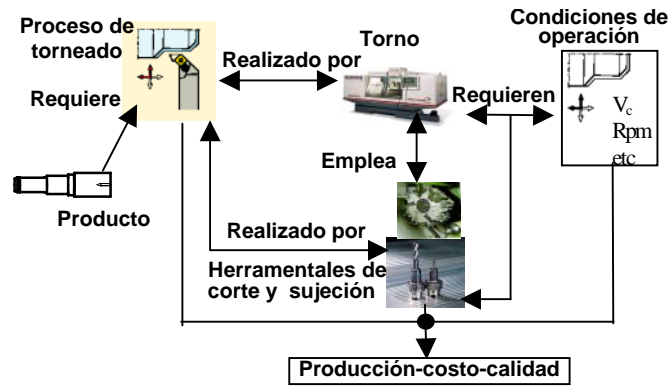 Proceso de
torneado
Requiere
Producto
Realizado por
Torno
Requieren
Condiciones de
operación
Vc
Rpm
etc
Emplea
Realizado por
Herramentales de
corte y sujeción
Producción-costo-calidad